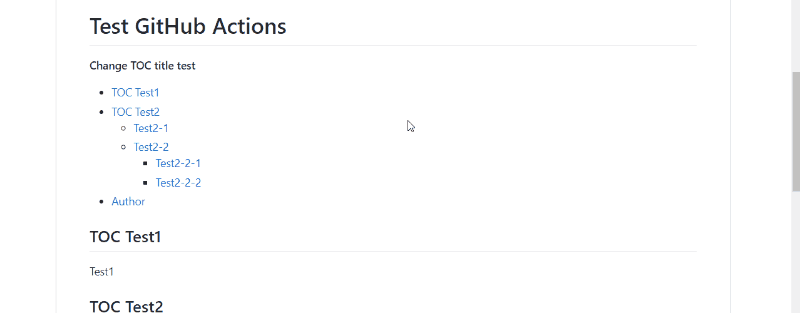 Test GitHub Actions
Change TOC title test
TOC Test1
TOC Test2
Test2-1
Test2-2
Test2-2-1
Test2-2-2
Author
TOC Test1
Test1
TOC Test2